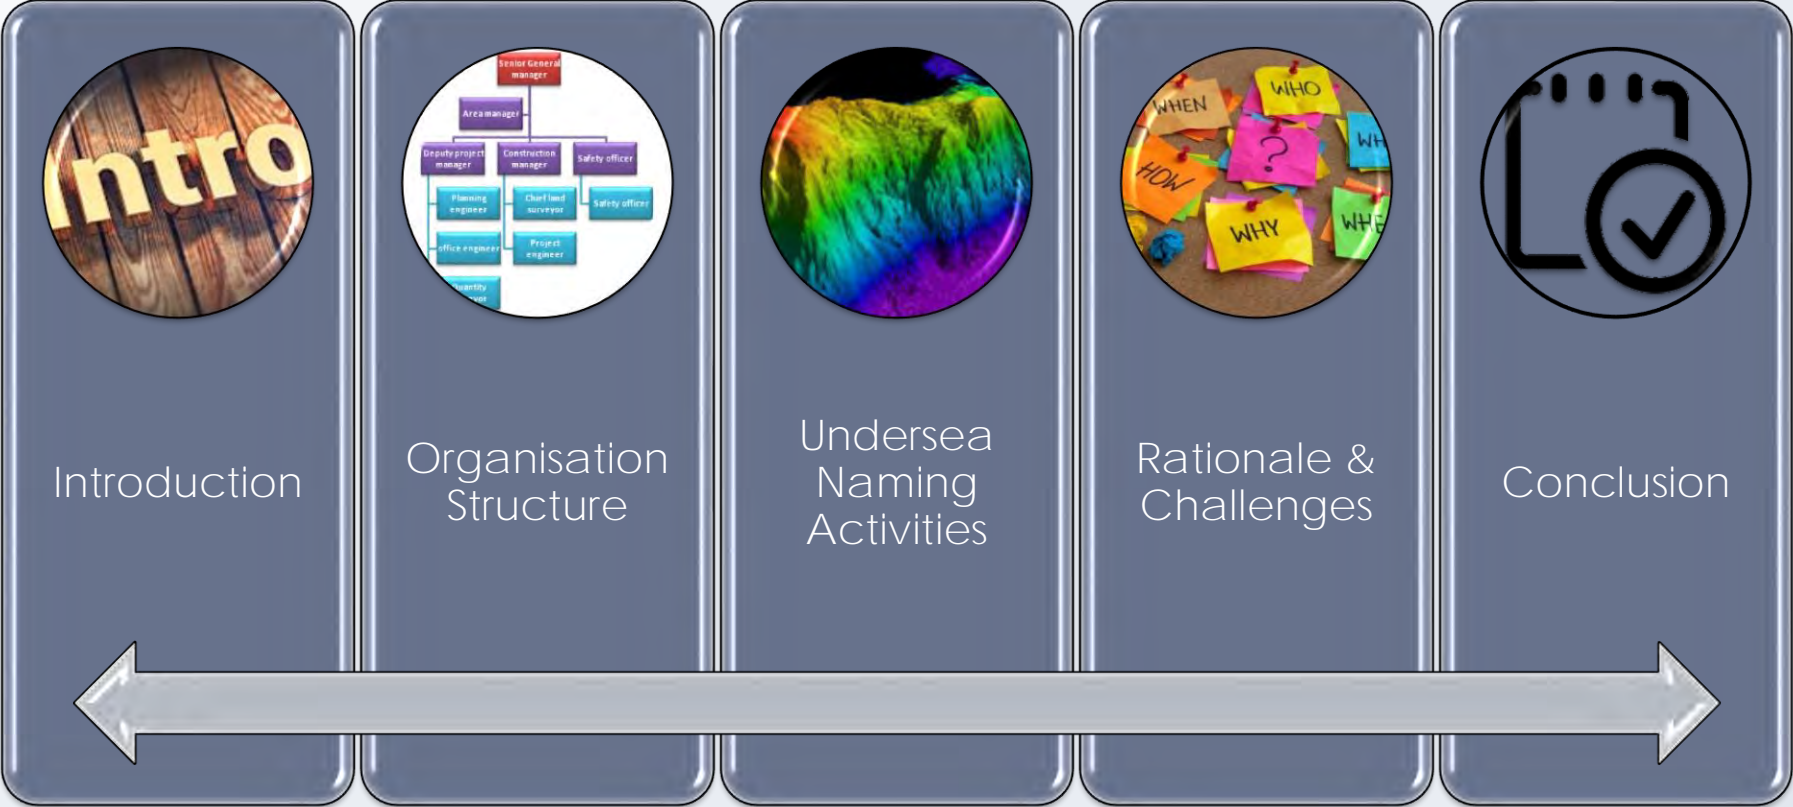 Intro
Senior General
manager
Area manager
Deputy project
manager
Construction
manager
Safety officer
Planning
engineer
Chief land
surveyor
Safety officer
office engineer
Project
engineer
WHEN
WHO
?
HOW
WHY
Introduction
Organisation
Structure
Undersea
Naming
Activities
Rationale &
Challenges
Conclusion